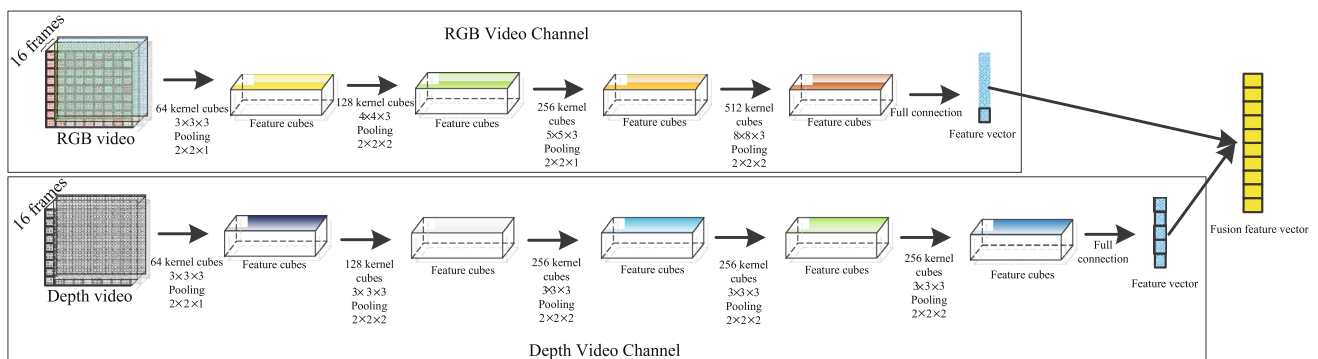 RGB Video Channel
16 frames
RGB video
64 kernel cubes
3×3×3
Pooling
2×2×1
Feature cubes
128 kernel cubes
4×4×3
Pooling
2×2×2
Feature cubes
256 kernel
cubes
5×5×3
Pooling
2×2×1
Feature cubes
512 kernel
cubes
8×8×3
Pooling
2×2×2
Feature cubes
Full connection
Feature vector
16 frames
Depth video
64 kernel cubes
3×3×3
Pooling
2×2×1
Feature cubes
128 kernel
cubes
3×3×3
Pooling
2×2×2
Feature cubes
256 kernel
cubes
3×3×3
Pooling
2×2×2
Feature cubes
256 kernel
cubes
3×3×3
Pooling
2×2×2
Feature cubes
256 kernel
cubes
3×3×3
Pooling
2×2×2
Feature cubes
Full
connection
Feature vector
Fusion feature vector
Depth Video Channel